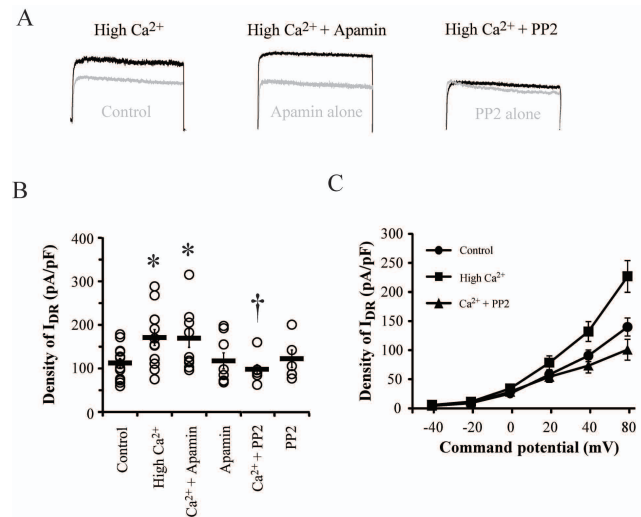 A
High Ca2+
High Ca2+ + Apamin
High Ca2+ + PP2
Control
Apamin alone
PP2 alone
B
Density of IDR (pA/pF)
400
300
200
100
0
*
*
†
Control
High Ca2+
Ca2+ + Apamin
Apamin
Ca2+ + PP2
PP2
C
Density of IDR (pA/pF)
300
250
200
150
100
50
0
Control
High Ca2+
Ca2+ + PP2
-40 -20 0 20 40 80
Command potential (mV)